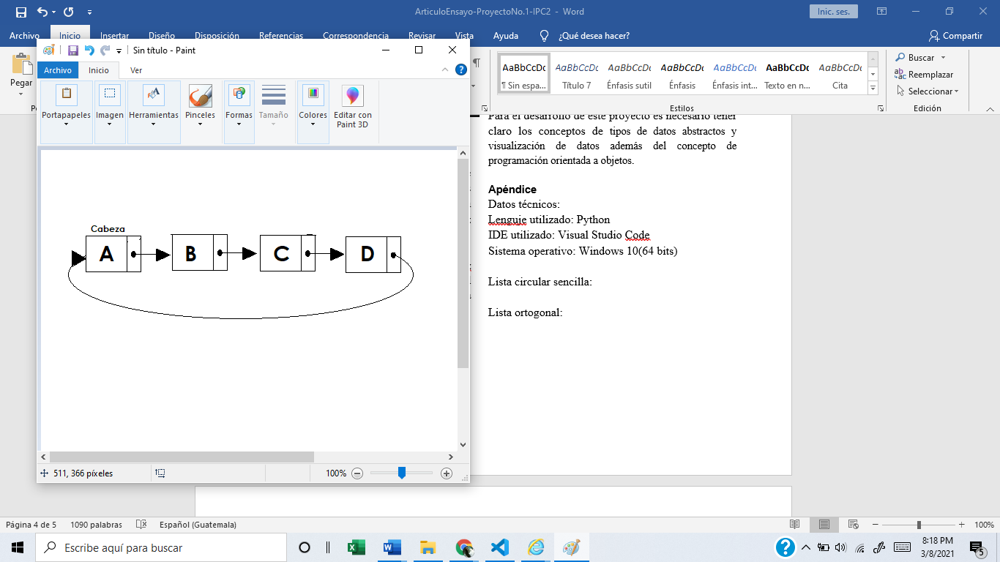 ArticuloEnsayo-ProyectoNo.1-IPC2 - Word
Inic. ses.
Archivo Inicio Insertar Diseño Disposición Referencias Correspondencia Revisar Vista Ayuda ¿Qué desea hacer? Compartir
Pegar
AaBbCcDc AaBbCcDc AaBbCcDc AaBbCcDc AaBbCcDc AaBbCcDc AaBbCcDc
¶ Sin espa... Título 7 Énfasis sutil Énfasis Énfasis int... Texto en n... Cita
Estilos
Buscar
Reemplazar
Seleccionar
Edición
Sin título - Paint
Archivo Inicio Ver
Portapapeles Imagen Herramientas Pinceles Formas Tamaño Colores Editar con
Paint 3D
Cabeza
A B C D
511, 366 píxeles
100%
Para el desarrollo de este proyecto es necesario tener
claro los conceptos de tipos de datos abstractos y
visualización de datos además del concepto de
programación orientada a objetos.
Apéndice
Datos técnicos:
Lenguje utilizado: Python
IDE utilizado: Visual Studio Code
Sistema operativo: Windows 10(64 bits)
Lista circular sencilla:
Lista ortogonal:
Página 4 de 5 1090 palabras Español (Guatemala) 100%
Escribe aquí para buscar
8:18 PM
3/8/2021
5